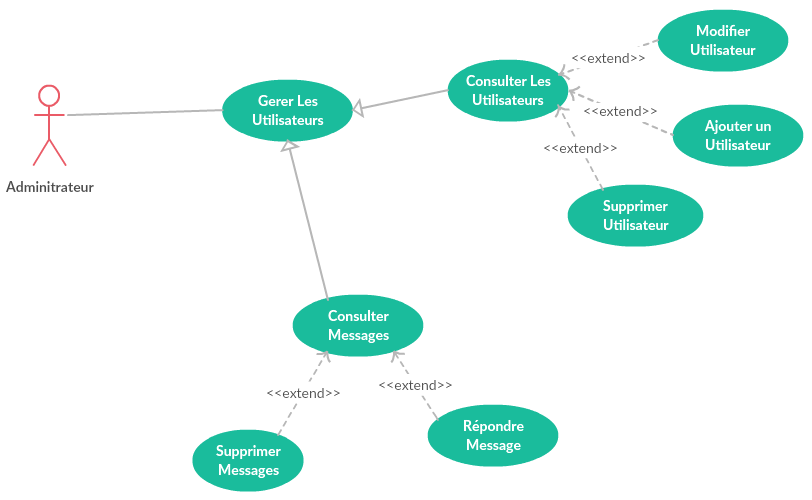 Modifier
Utilisateur
<<extend>>
Consulter Les
Utilisateurs
Gerer Les
Utilisateurs
<<extend>>
Ajouter un
Utilisateur
<<extend>>
Adminitrateur
Supprimer
Utilisateur
Consulter
Messages
<<extend>>
<<extend>>
Répondre
Message
Supprimer
Messages